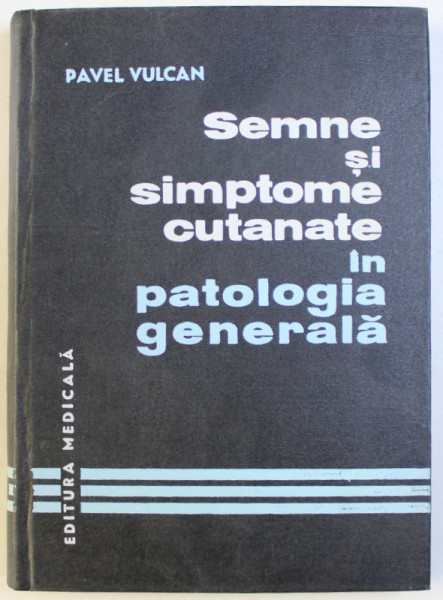 PAVEL VULCAN
Semne
și
simptome
cutanate
în
patologia
generală
EDITURA MEDICALĂ